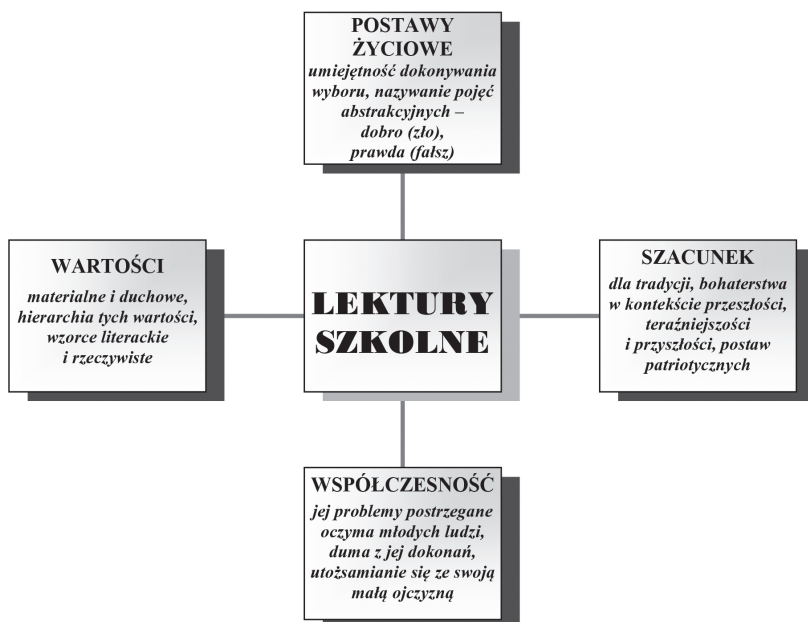 POSTAWY
ŻYCIOWE
umiejętność dokonywania
wyboru, nazywanie pojęć
abstrakcyjnych –
dobro (zło),
prawda (fałsz)
WARTOŚCI
materialne i duchowe,
hierarchia tych wartości,
wzorce literackie
i rzeczywiste
LEKTURY
SZKOLNE
SZACUNEK
dla tradycji, bohaterstwa
w kontekście przeszłości,
teraźniejszości
i przyszłości, postaw
patriotycznych
WSPÓŁCZESNOŚĆ
jej problemy postrzegane
oczyma młodych ludzi,
duma z jej dokonań,
utożsamianie się ze swoją
małą ojczyzną